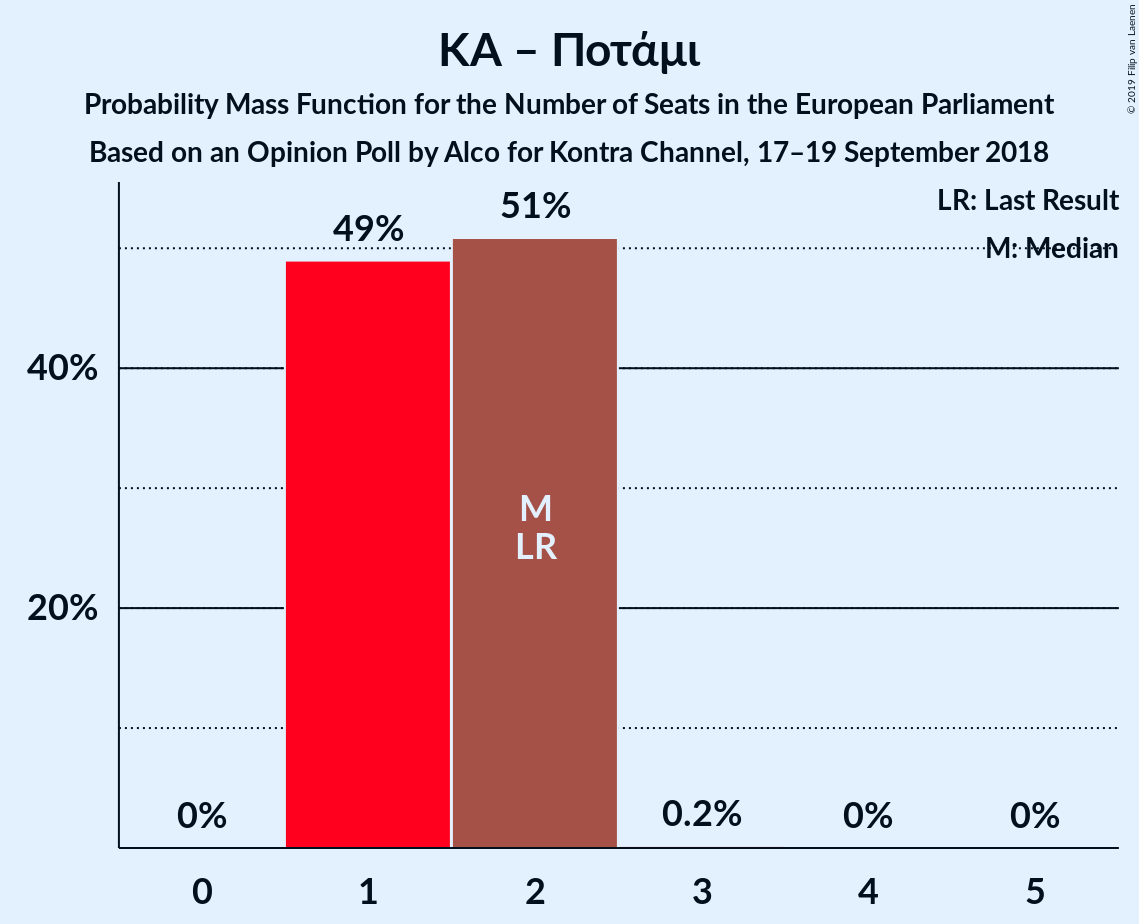 ΚΑ – Ποτάμι
Probability Mass Function for the Number of Seats in the European Parliament
Based on an Opinion Poll by Alco for Kontra Channel, 17–19 September 2018
© 2019 Filip van Laenen
LR: Last Result
M: Median
49%
51%
40%
20%
M
LR
0%
0.2%
0%
0%
0
1
2
3
4
5